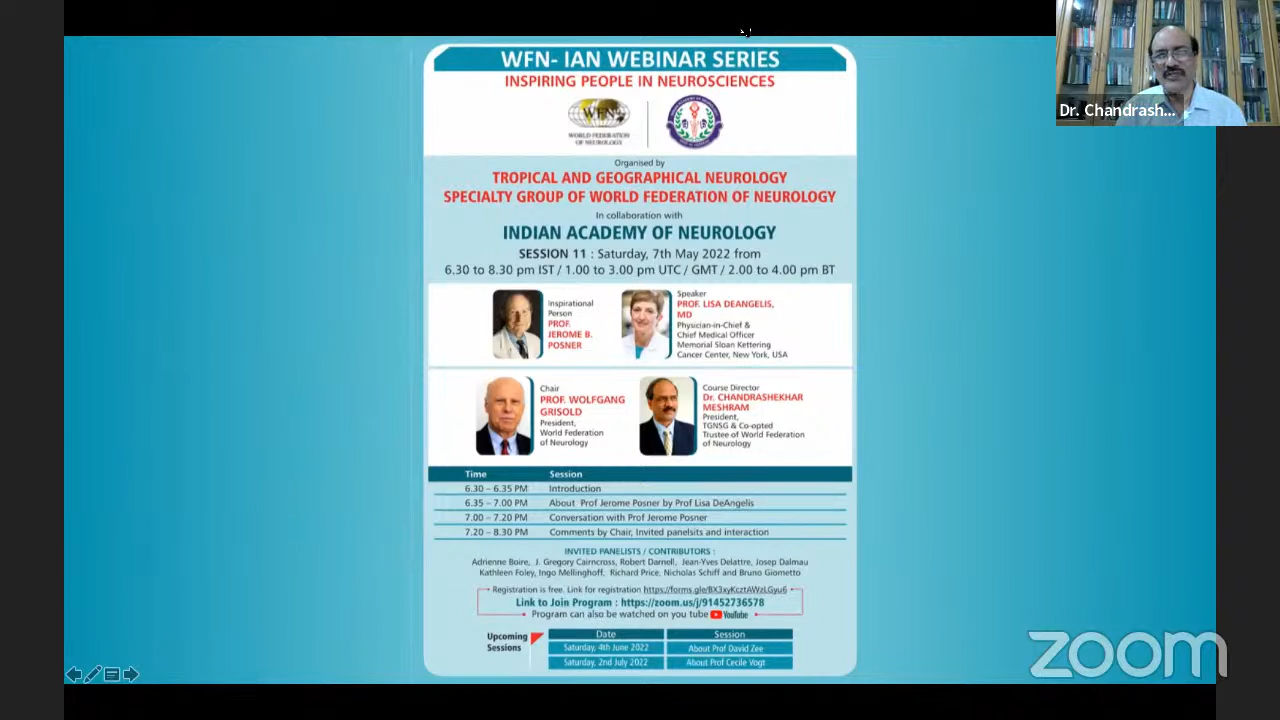 WFN- IAN WEBINAR SERIES
INSPIRING PEOPLE IN NEUROSCIENCES
WFN
WORLD FEDERATION
OF NEUROLOGY
Organised by
TROPICAL AND GEOGRAPHICAL NEUROLOGY
SPECIALTY GROUP OF WORLD FEDERATION OF NEUROLOGY
In collaboration with
INDIAN ACADEMY OF NEUROLOGY
SESSION 11 : Saturday, 7th May 2022 from
6.30 to 8.30 pm IST / 1.00 to 3.00 pm UTC / GMT / 2.00 to 4.00 pm BT
Inspirational
Person
PROF.
JEROME B.
POSNER
Speaker
PROF. LISA DEANGELIS,
MD
Physician-in-Chief &
Chief Medical Officer
Memorial Sloan Kettering
Cancer Center, New York, USA
Chair
PROF. WOLFGANG
GRISOLD
President,
World Federation
of Neurology
Course Director
Dr. CHANDRASHEKHAR
MESHRAM
President,
TGNSG & Co-opted
Trustee of World Federation
of Neurology
Time Session
6.30 – 6.35 PM Introduction
6.35 – 7.00 PM About Prof Jerome Posner by Prof Lisa DeAngelis
7.00 – 7.20 PM Conversation with Prof Jerome Posner
7.20 – 8.30 PM Comments by Chair, Invited panelsits and interaction
INVITED PANELISTS / CONTRIBUTORS :
Adrienne Boire, J. Gregory Cairncross, Robert Darnell, Jean-Yves Delattre, Josep Dalmau
Kathleen Foley, Ingo Mellinghoff, Richard Price, Nicholas Schiff and Bruno Giometto
Registration is free. Link for registration https://forms.gle/BX3xyKcztAWzLGyu6
Link to Join Program : https://zoom.us/j/91452736578
Program can also be watched on you tube YouTube
Upcoming
Sessions
Date Session
Saturday, 4th June 2022 About Prof David Zee
Saturday, 2nd July 2022 About Prof Cecile Vogt
Dr. Chandrash...
zoom